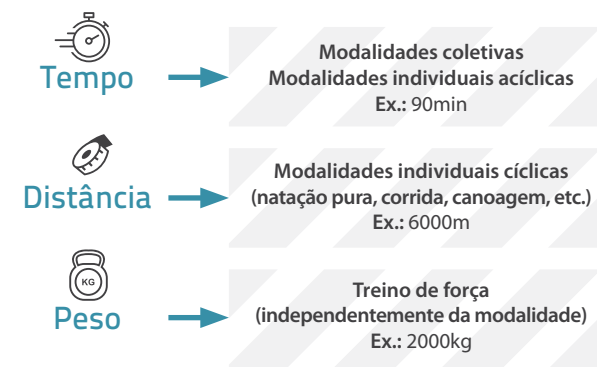 Tempo
Modalidades coletivas
Modalidades individuais acíclicas
Ex.: 90min
Distância
Modalidades individuais cíclicas
(natação pura, corrida, canoagem, etc.)
Ex.: 6000m
KG
Peso
Treino de força
(independentemente da modalidade)
Ex.: 2000kg